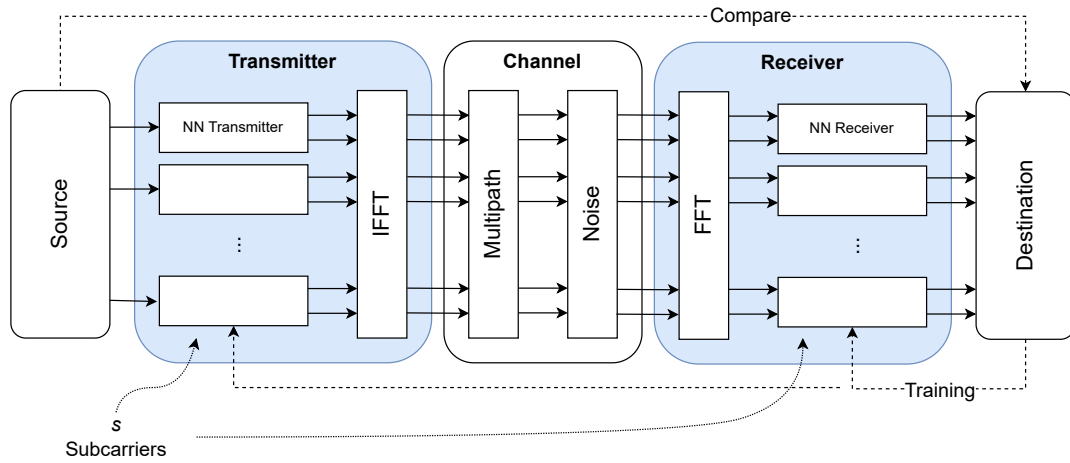 Compare
Transmitter
Channel
Receiver
Source
NN Transmitter
...
IFFT
Multipath
Noise
FFT
NN Receiver
...
Destination
Training
s
Subcarriers